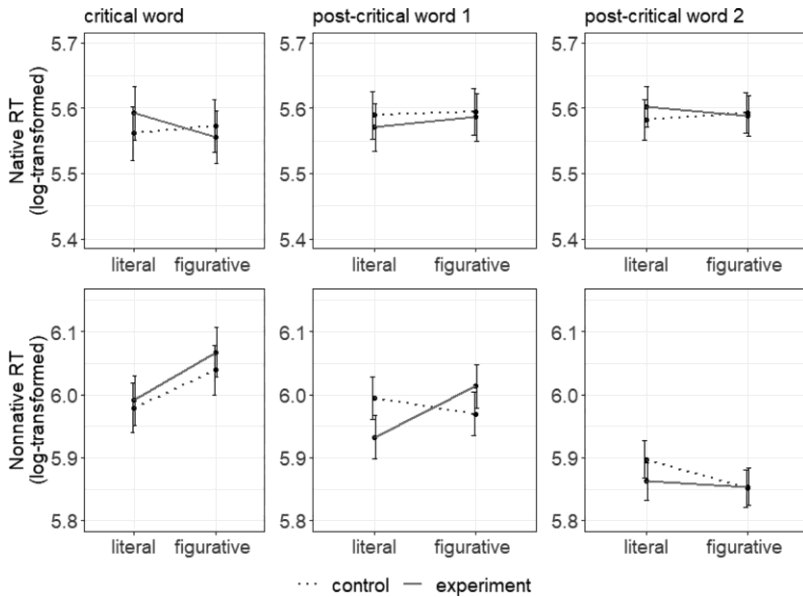 critical word
post-critical word 1
post-critical word 2
Native RT
(log-transformed)
5.7
5.6
5.5
5.4
literal
figurative
5.7
5.6
5.5
5.4
literal
figurative
5.7
5.6
5.5
5.4
literal
figurative
Nonnative RT
(log-transformed)
6.1
6.0
5.9
5.8
literal
figurative
6.1
6.0
5.9
5.8
literal
figurative
6.1
6.0
5.9
5.8
literal
figurative
control
experiment